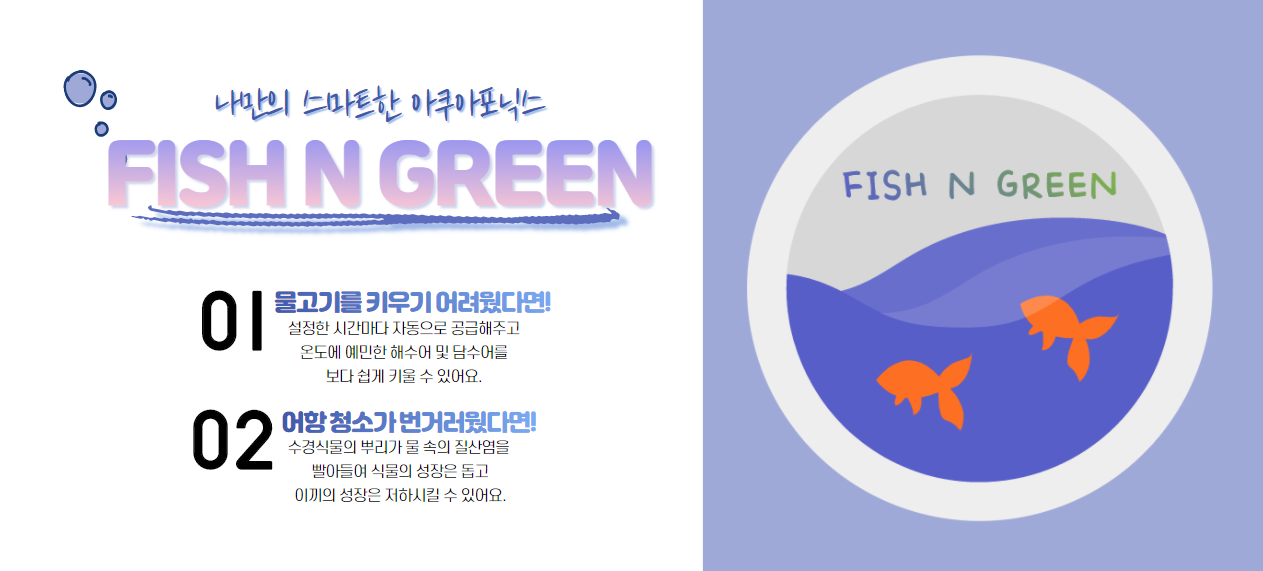 나만의 스마트한 아쿠아포닉스
FISH N GREEN
01
물고기를 키우기 어려웠다면!
설정한 시간마다 자동으로 공급해주고
온도에 예민한 해수어 및 담수어를
보다 쉽게 키울 수 있어요.
02
어항 청소가 번거러웠다면!
수경식물의 뿌리가 물 속의 질산염을
빨아들여 식물의 성장은 돕고
이끼의 성장은 저하시킬 수 있어요.
FISH N GREEN